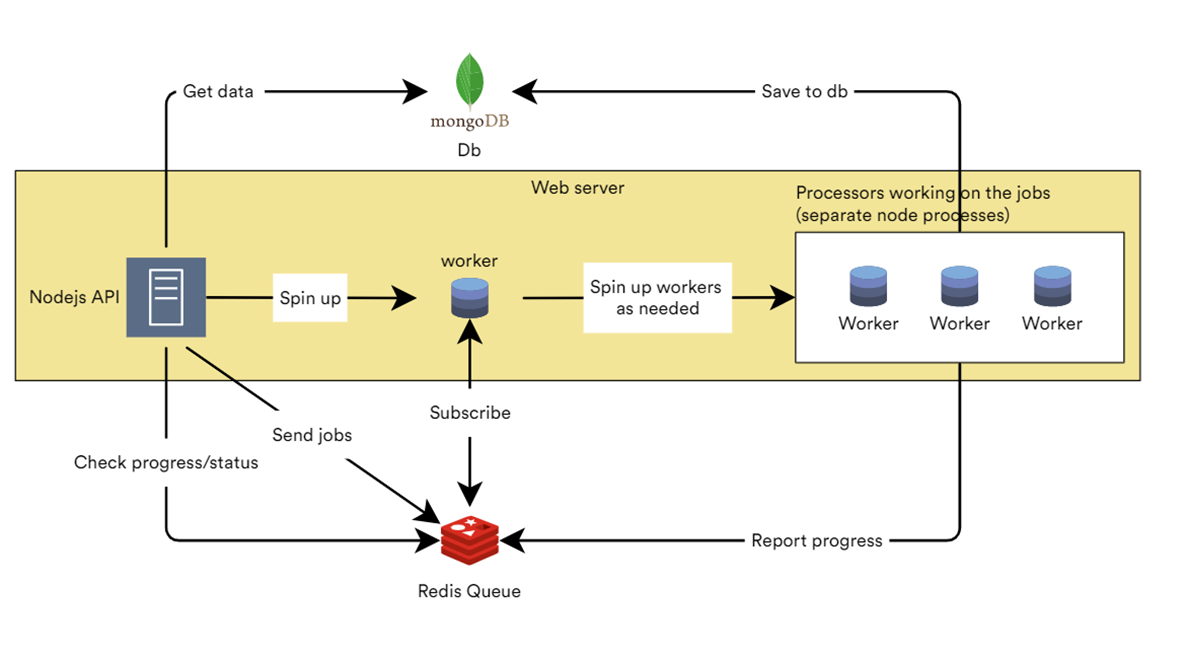 Get data
mongoDB
Db
Save to db
Web server
Processors working on the jobs
(separate node processes)
Nodejs API
Spin up
worker
Spin up workers
as needed
Worker
Worker
Worker
Subscribe
Send jobs
Check progress/status
Report progress
Redis Queue